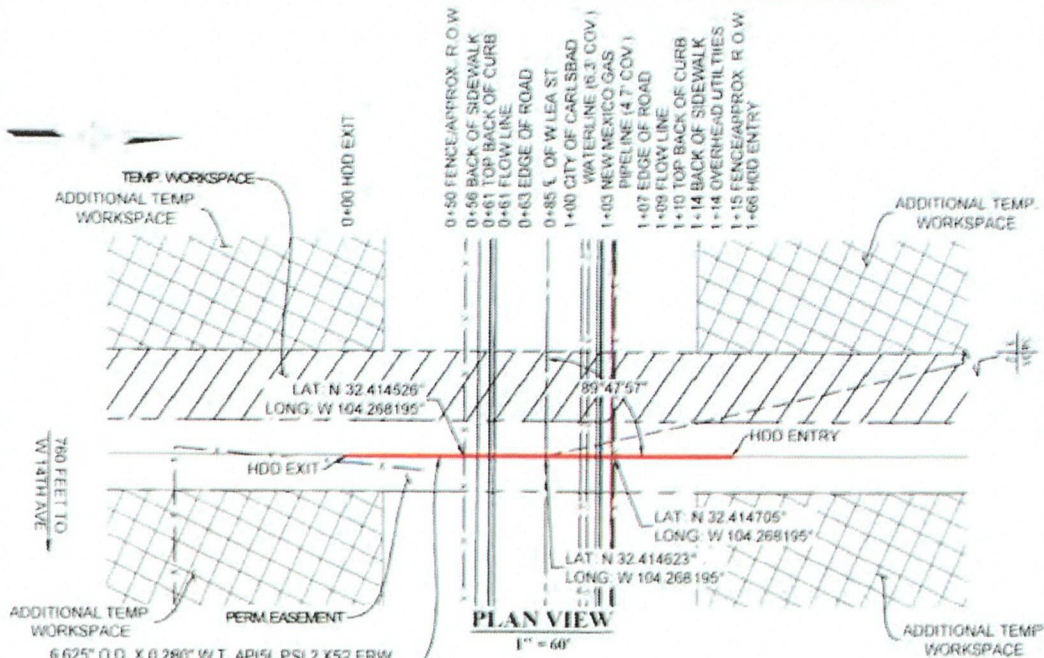 0+00 HDD EXIT
0+50 FENCE/APPROX. R.O.W.
0+56 BACK OF SIDEWALK
0+61 TOP BACK OF CURB
0+61 FLOW LINE
0+63 EDGE OF ROAD
0+85 ℄ OF W LEA ST
1+00 CITY OF CARLSBAD
WATERLINE (6.3' COV.)
1+03 NEW MEXICO GAS
PIPELINE (4.7' COV.)
1+07 EDGE OF ROAD
1+09 FLOW LINE
1+10 TOP BACK OF CURB
1+14 BACK OF SIDEWALK
1+14 OVERHEAD UTILITIES
1+15 FENCE/APPROX. R.O.W.
1+66 HDD ENTRY
TEMP. WORKSPACE
ADDITIONAL TEMP
WORKSPACE
ADDITIONAL TEMP.
WORKSPACE
LAT: N 32.414526°
LONG: W 104.268195°
89°47'57"
HDD ENTRY
HDD EXIT
760 FEET TO
W 14TH AVE
LAT: N 32.414705°
LONG: W 104.268195°
LAT: N 32.414623°
LONG: W 104.268195°
ADDITIONAL TEMP
WORKSPACE
PERM.EASEMENT
PLAN VIEW
1" = 60'
ADDITIONAL TEMP
WORKSPACE
6.625" O.D. X 0.280" W.T., API5L PSL2 X52 ERW